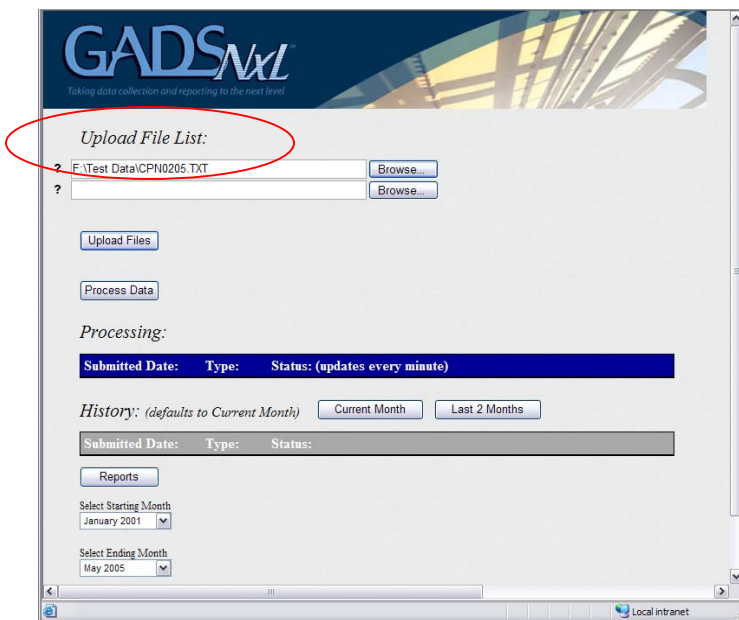 GADSNxL
Taking data collection and reporting to the next level
Upload File List:
? F:\Test Data\CPN0205.TXT Browse...
? Browse...
Upload Files
Process Data
Processing:
Submitted Date: Type: Status: (updates every minute)
History: (defaults to Current Month) Current Month Last 2 Months
Submitted Date: Type: Status:
Reports
Select Starting Month
January 2001
Select Ending Month
May 2005
Local intranet